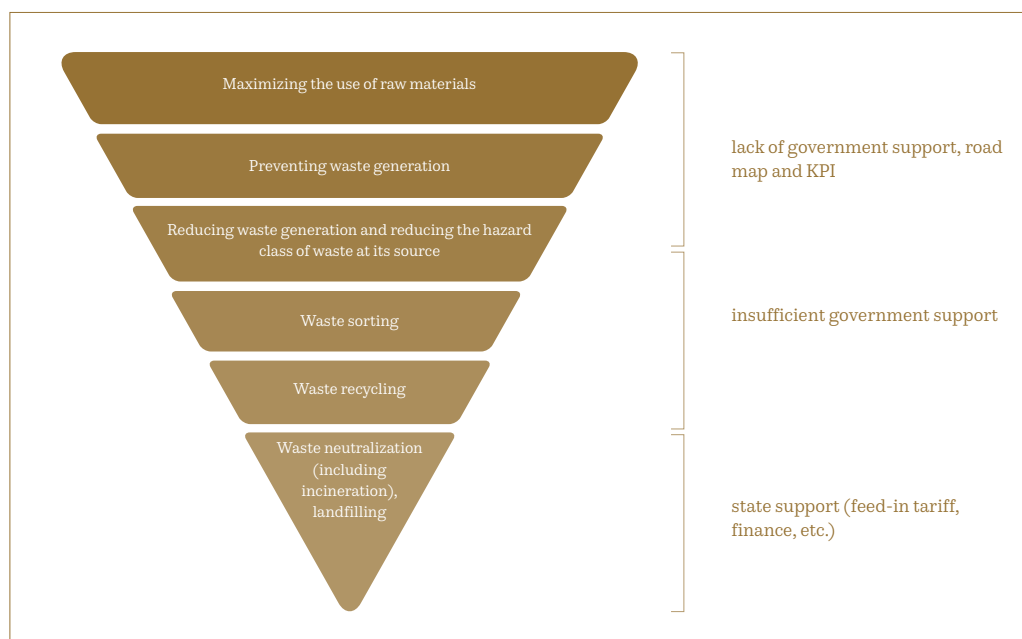 Maximizing the use of raw materials
Preventing waste generation
Reducing waste generation and reducing the hazard
class of waste at its source
Waste sorting
Waste recycling
Waste neutralization
(including
incineration),
landfilling
lack of government support, road
map and KPI
insufficient government support
state support (feed-in tariff,
finance, etc.)